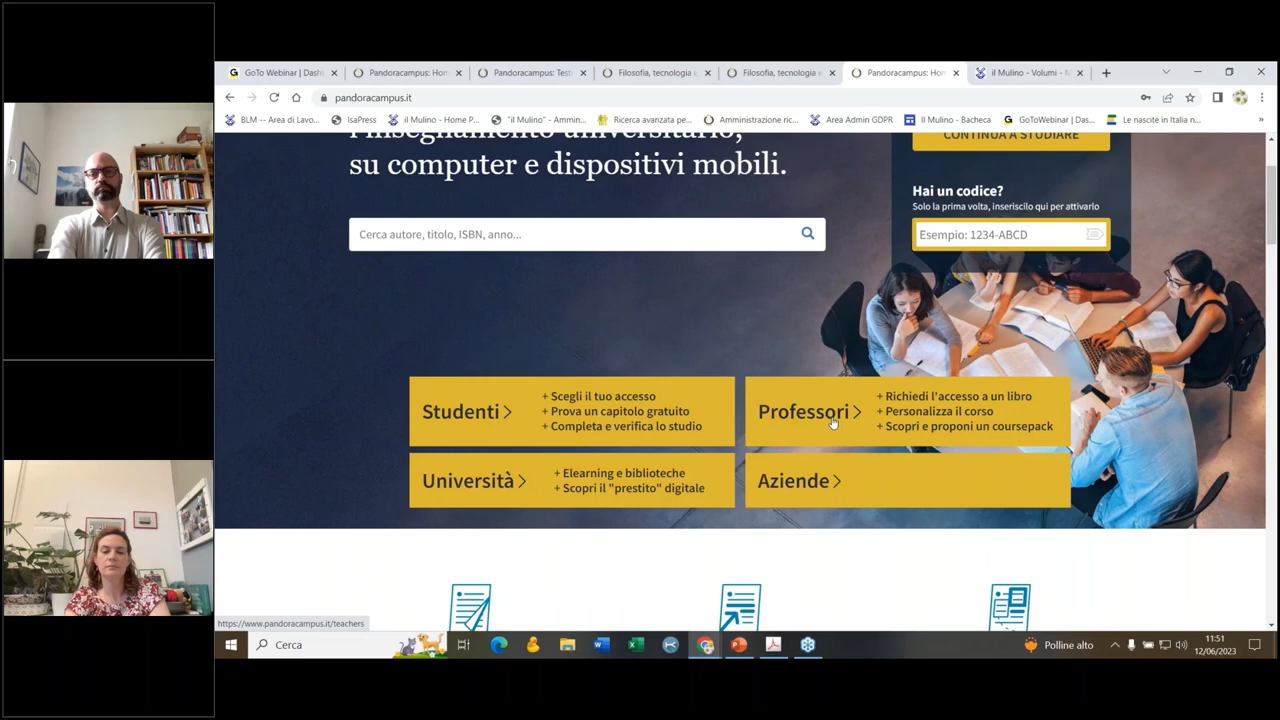 GoTo Webinar | Dash
Pandoracampus: Hon
Pandoracampus: Test
Filosofia, tecnologia e
Filosofia, tecnologia e
Pandoracampus: Hon
il Mulino - Volumi - M
pandoracampus.it
BLM -- Area di Lavo...
IsaPress
il Mulino - Home P...
"il Mulino" - Ammin...
Ricerca avanzata pe...
Amministrazione ric...
Area Admin GDPR
Il Mulino - Bacheca
GoToWebinar | Das...
Le nascite in Italia n...
»
l'insegnamento universitario,
su computer e dispositivi mobili.
CONTINUA A STUDIARE
Hai un codice?
Solo la prima volta, inseriscilo qui per attivarlo
Cerca autore, titolo, ISBN, anno...
Esempio: 1234-ABCD
Studenti >
+ Scegli il tuo accesso
+ Prova un capitolo gratuito
+ Completa e verifica lo studio
Professori >
+ Richiedi l'accesso a un libro
+ Personalizza il corso
+ Scopri e proponi un coursepack
Università >
+ Elearning e biblioteche
+ Scopri il "prestito" digitale
Aziende >
https://www.pandoracampus.it/teachers
Cerca
Polline alto
11:51
12/06/2023